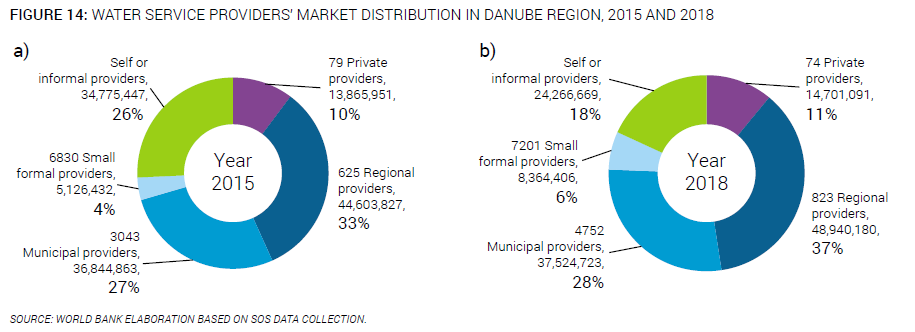 FIGURE 14: WATER SERVICE PROVIDERS' MARKET DISTRIBUTION IN DANUBE REGION, 2015 AND 2018
a)
Self or
informal providers,
34,775,447,
26%
79 Private
providers,
13,865,951,
10%
6830 Small
formal providers,
5,126,432,
4%
Year
2015
625 Regional
providers,
44,603,827,
33%
3043
Municipal providers,
36,844,863,
27%
b)
Self or
informal providers,
24,266,669,
18%
74 Private
providers,
14,701,091,
11%
7201 Small
formal providers,
8,364,406,
6%
Year
2018
823 Regional
providers,
48,940,180,
37%
4752
Municipal providers,
37,524,723,
28%
SOURCE: WORLD BANK ELABORATION BASED ON SOS DATA COLLECTION.